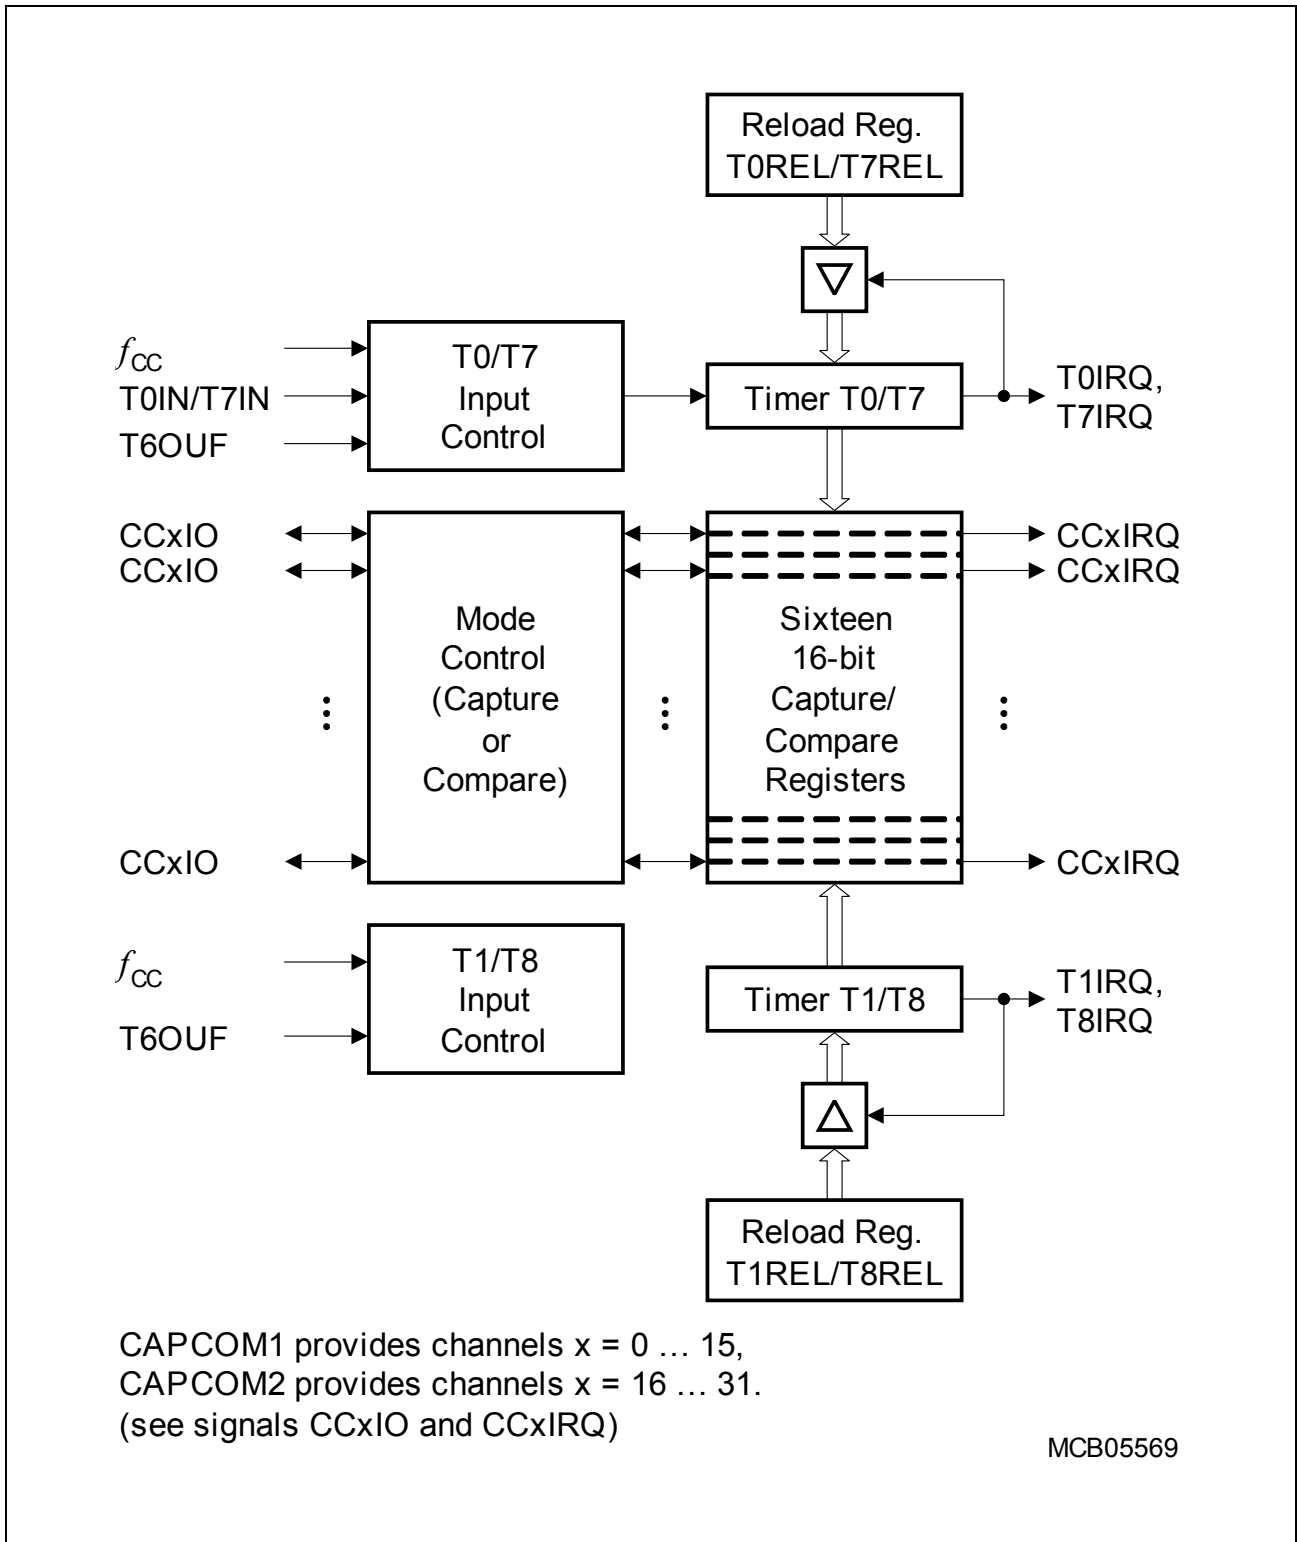 Reload Reg.
T0REL/T7REL
fCC
T0IN/T7IN
T6OUF
T0/T7
Input
Control
Timer T0/T7
T0IRQ,
T7IRQ
CCxIO
CCxIO
CCxIO
Mode
Control
(Capture
or
Compare)
Sixteen
16-bit
Capture/
Compare
Registers
CCxIRQ
CCxIRQ
CCxIRQ
fCC
T6OUF
T1/T8
Input
Control
Timer T1/T8
T1IRQ,
T8IRQ
Reload Reg.
T1REL/T8REL
CAPCOM1 provides channels x = 0 … 15,
CAPCOM2 provides channels x = 16 … 31.
(see signals CCxIO and CCxIRQ)
MCB05569